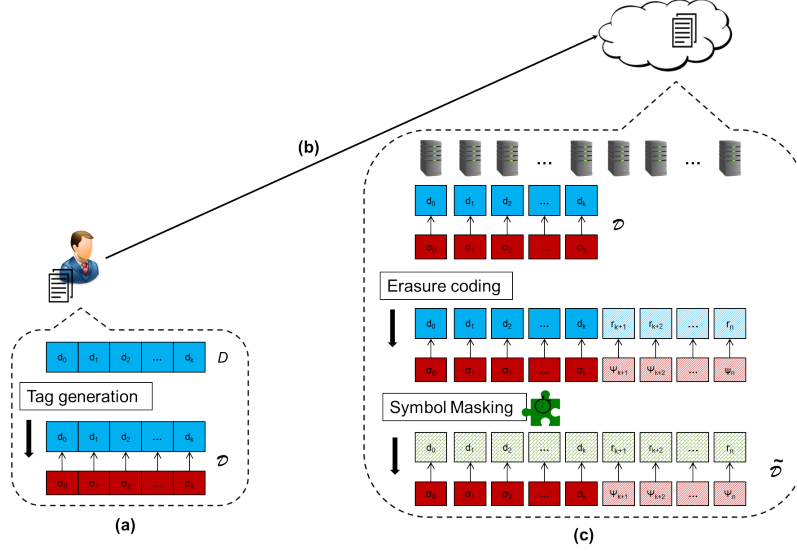 (b)
...
...
d₀ d₁ d₂ ... dₖ
𝒟
σ₀ σ₁ σ₂ ... σₖ
Erasure coding
d₀ d₁ d₂ ... dₖ rₖ₊₁ rₖ₊₂ ... rₙ
σ₀ σ₁ σ₂ ... σₖ Ψₖ₊₁ Ψₖ₊₂ ... Ψₙ
Symbol Masking
d₀ d₁ d₂ ... dₖ rₖ₊₁ rₖ₊₂ ... rₙ
𝒟̃
σ₀ σ₁ σ₂ ... σₖ Ψₖ₊₁ Ψₖ₊₂ ... Ψₙ
(c)
d₀ d₁ d₂ ... dₖ D
Tag generation
d₀ d₁ d₂ ... dₖ
𝒟
σ₀ σ₁ σ₂ ... σₖ
(a)